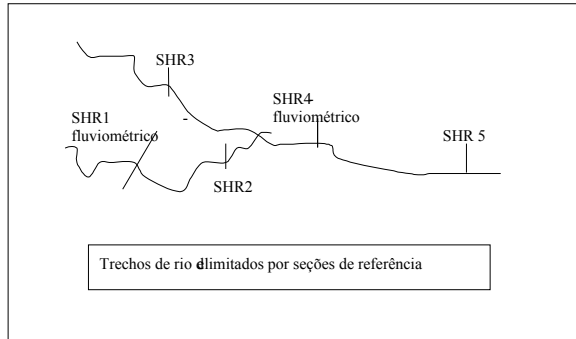 SHR3
SHR1
fluviométrico
SHR4
fluviométrico
SHR 5
SHR2
Trechos de rio delimitados por seções de referência